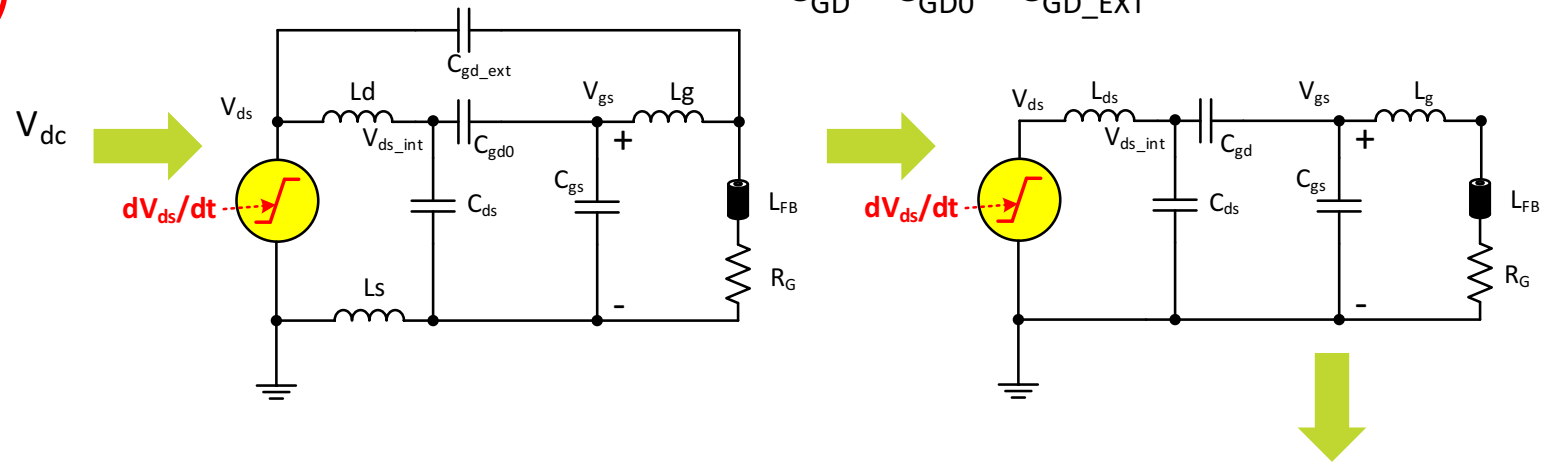 C_GD C_GD0 C_GD_EXT
C_gd_ext
V_dc
V_ds
Ld
V_gs
Lg
V_ds_int
C_gd0
+
dV_ds/dt
C_ds
C_gs
L_FB
R_G
Ls
-
V_ds
L_ds
V_gs
L_g
V_ds_int
C_gd
+
dV_ds/dt
C_ds
C_gs
L_FB
R_G
-